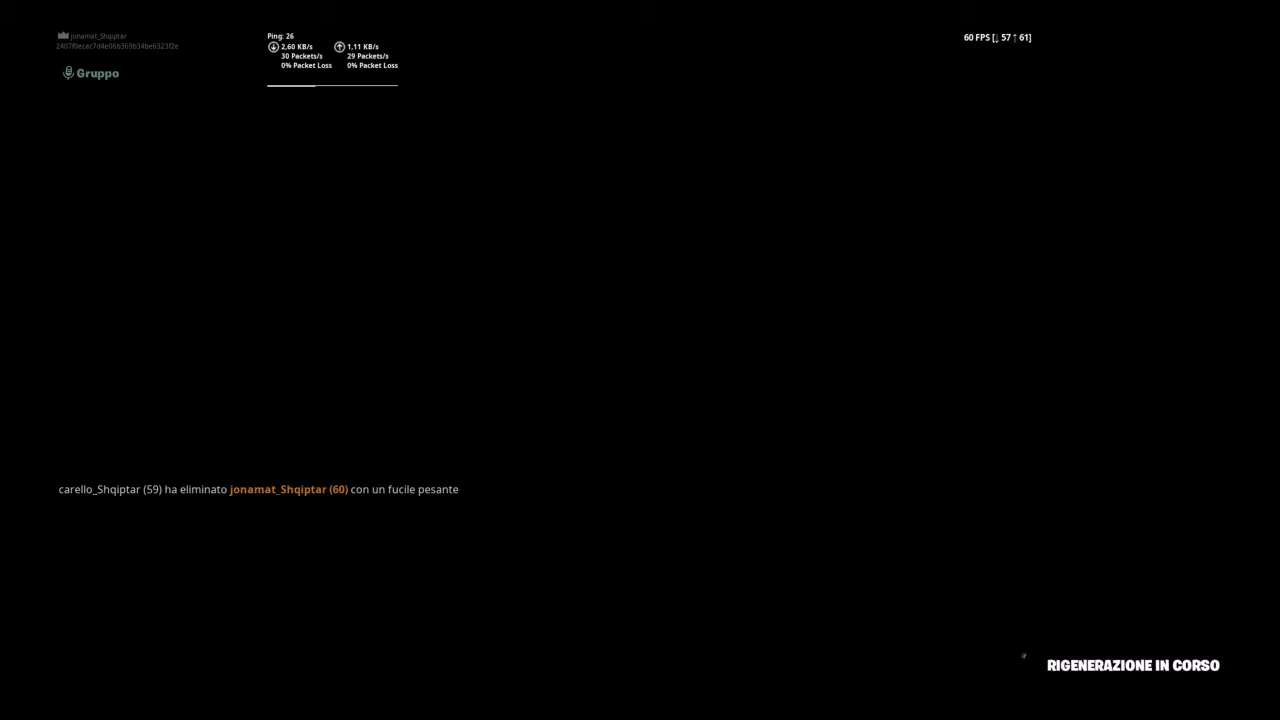 jonamat_Shqiptar
2407f0ecac7d4e06b369b34be6323f2e
Gruppo
Ping: 26
2,60 KB/s
30 Packets/s
0% Packet Loss
1,11 KB/s
29 Packets/s
0% Packet Loss
60 FPS [↓ 57 ↑ 61]
carello_Shqiptar (59) ha eliminato jonamat_Shqiptar (60) con un fucile pesante
RIGENERAZIONE IN CORSO